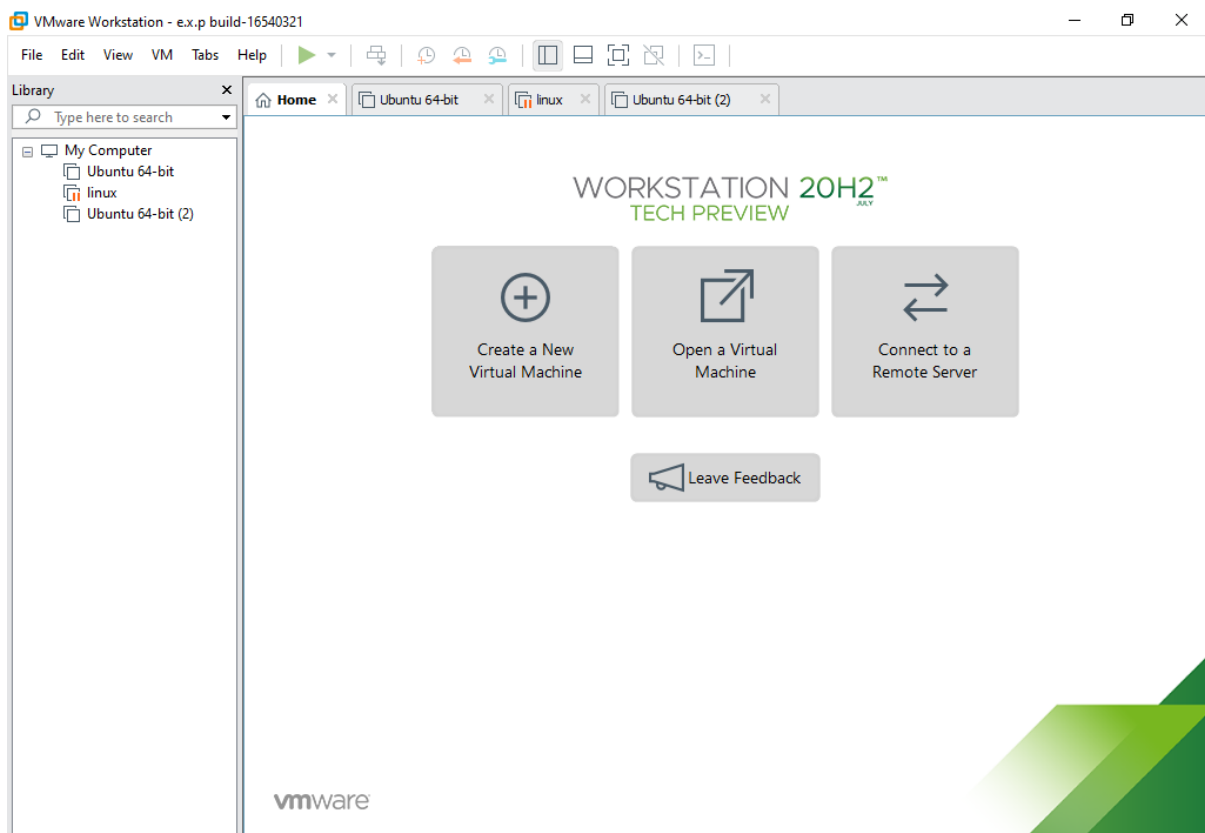 VMware Workstation - e.x.p build-16540321
File Edit View VM Tabs Help
Library
Type here to search
My Computer
Ubuntu 64-bit
linux
Ubuntu 64-bit (2)
Home Ubuntu 64-bit linux Ubuntu 64-bit (2)
WORKSTATION 20H2™
JULY
TECH PREVIEW
Create a New
Virtual Machine
Open a Virtual
Machine
Connect to a
Remote Server
Leave Feedback
vmware